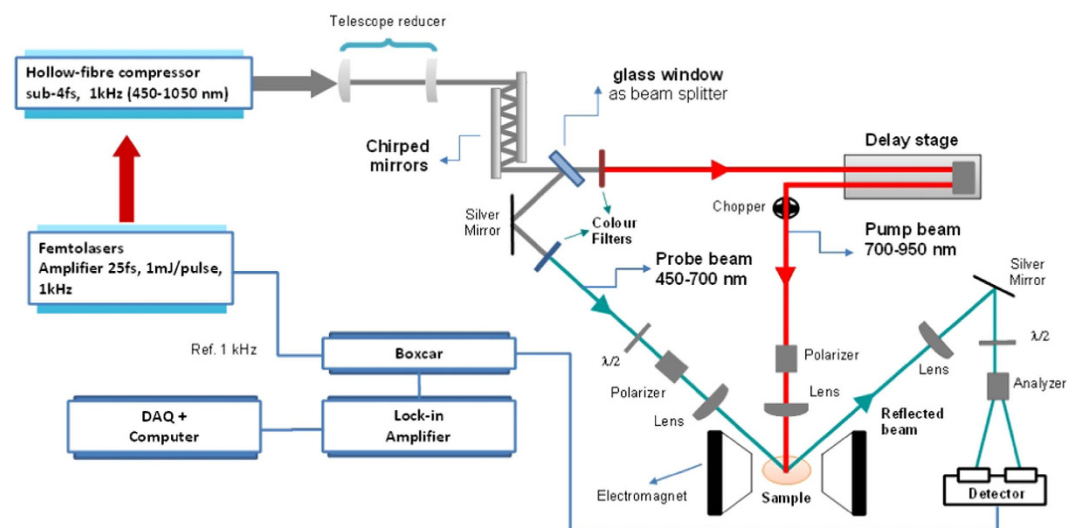 Telescope reducer
Hollow-fibre compressor
sub-4fs, 1kHz (450-1050 nm)
glass window
as beam splitter
Chirped
mirrors
Delay stage
Silver
Mirror
Colour
Filters
Chopper
Pump beam
700-950 nm
Femtolasers
Amplifier 25fs, 1mJ/pulse,
1kHz
Probe beam
450-700 nm
Silver
Mirror
Ref. 1 kHz
Boxcar
λ/2
Polarizer
λ/2
Polarizer
Lens
Analyzer
Lens
Lens
DAQ +
Computer
Lock-in
Amplifier
Reflected
beam
Electromagnet
Sample
Detector